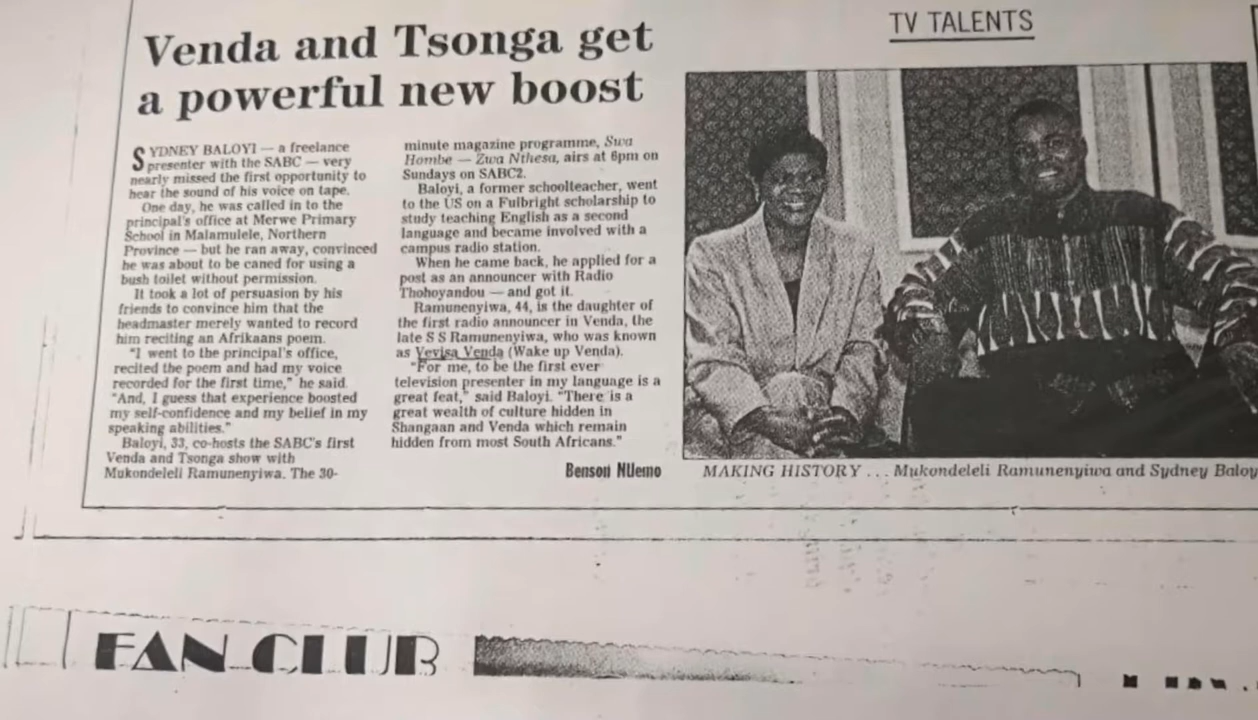 Venda and Tsonga get
a powerful new boost
SYDNEY BALOYI — a freelance
presenter with the SABC — very
nearly missed the first opportunity to
hear the sound of his voice on tape.
One day, he was called in to the
principal's office at Merwe Primary
School in Malamulele, Northern
Province — but he ran away, convinced
he was about to be caned for using a
bush toilet without permission.
It took a lot of persuasion by his
friends to convince him that the
headmaster merely wanted to record
him reciting an Afrikaans poem.
"I went to the principal's office,
recited the poem and had my voice
recorded for the first time," he said.
"And, I guess that experience boosted
my self-confidence and my belief in my
speaking abilities."
Baloyi, 33, co-hosts the SABC's first
Venda and Tsonga show with
Mukondeleli Ramunenyiwa. The 30-
minute magazine programme, Swa
Hombe — Zwa Nthesa, airs at 6pm on
Sundays on SABC2.
Baloyi, a former schoolteacher, went
to the US on a Fulbright scholarship to
study teaching English as a second
language and became involved with a
campus radio station.
When he came back, he applied for a
post as an announcer with Radio
Thohoyandou — and got it.
Ramunenyiwa, 44, is the daughter of
the first radio announcer in Venda, the
late S S Ramunenyiwa, who was known
as Vevisa Venda (Wake up Venda).
"For me, to be the first ever
television presenter in my language is a
great feat," said Baloyi. "There is a
great wealth of culture hidden in
Shangaan and Venda which remain
hidden from most South Africans."
Benson
TV TALENTS
MAKING HISTORY . . . Mukondeleli Ramunenyiwa and Sydney Baloy
FAN CLUB